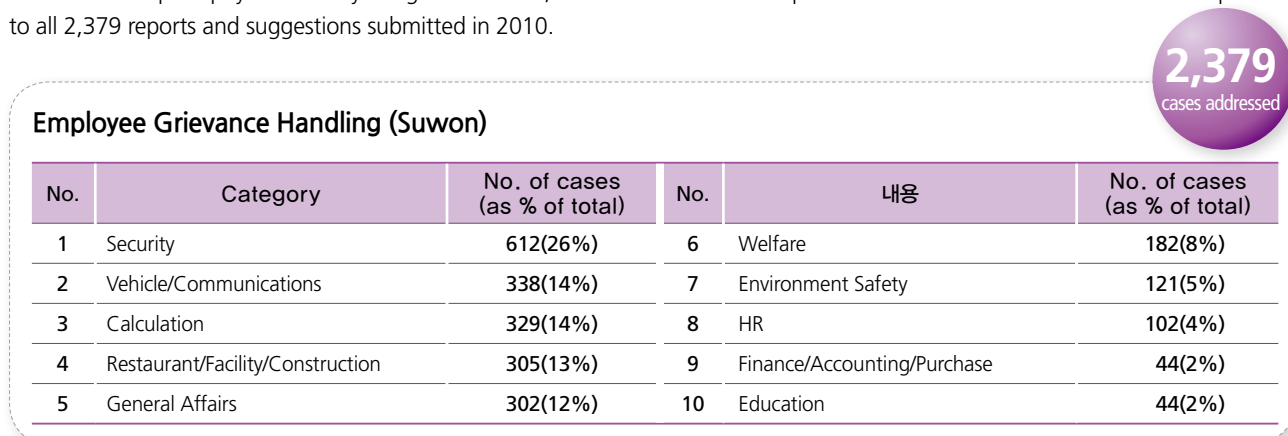 to all 2,379 reports and suggestions submitted in 2010.
2,379
cases addressed
Employee Grievance Handling (Suwon)
No. Category No. of cases (as % of total) No. 내용 No. of cases (as % of total)
1 Security 612(26%) 6 Welfare 182(8%)
2 Vehicle/Communications 338(14%) 7 Environment Safety 121(5%)
3 Calculation 329(14%) 8 HR 102(4%)
4 Restaurant/Facility/Construction 305(13%) 9 Finance/Accounting/Purchase 44(2%)
5 General Affairs 302(12%) 10 Education 44(2%)